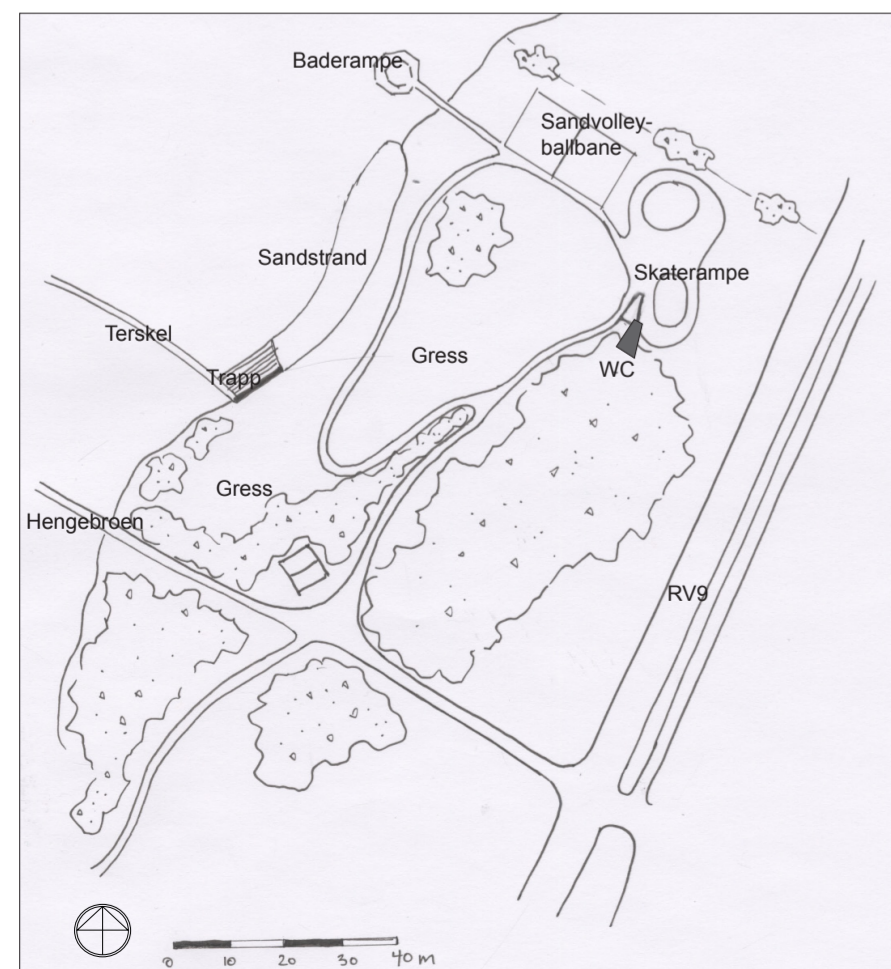 Baderampe
Sandvolley-
ballbane
Sandstrand
Skaterampe
Terskel
Gress
WC
Trapp
Gress
Hengebroen
RV9
0 10 20 30 40 m